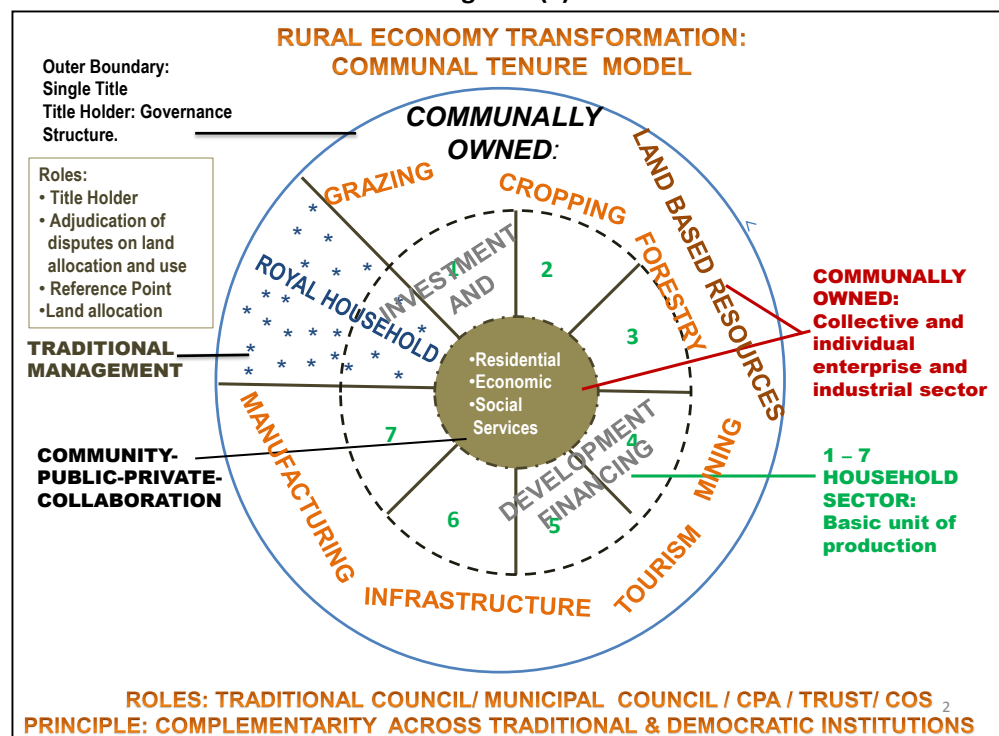 RURAL ECONOMY TRANSFORMATION:
COMMUNAL TENURE MODEL
Outer Boundary:
Single Title
Title Holder: Governance
Structure.
Roles:
• Title Holder
• Adjudication of
disputes on land
allocation and use
• Reference Point
•Land allocation
TRADITIONAL
MANAGEMENT
COMMUNITY-
PUBLIC-PRIVATE-
COLLABORATION
COMMUNALLY
OWNED:
GRAZING
CROPPING
FORESTRY
LAND BASED RESOURCES
MINING
TOURISM
INFRASTRUCTURE
MANUFACTURING
ROYAL HOUSEHOLD
INVESTMENT
AND
DEVELOPMENT
FINANCING
1
2
3
4
5
6
7
•Residential
•Economic
•Social
Services
COMMUNALLY
OWNED:
Collective and
individual
enterprise and
industrial sector
1 – 7
HOUSEHOLD
SECTOR:
Basic unit of
production
ROLES: TRADITIONAL COUNCIL/ MUNICIPAL COUNCIL / CPA / TRUST/ COS
2
PRINCIPLE: COMPLEMENTARITY ACROSS TRADITIONAL & DEMOCRATIC INSTITUTIONS